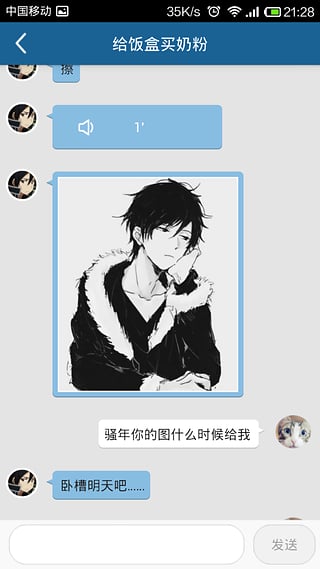 中国移动 35K/s 21:28
给饭盒买奶粉
擦
1'
骚年你的图什么时候给我
卧槽明天吧......
发送